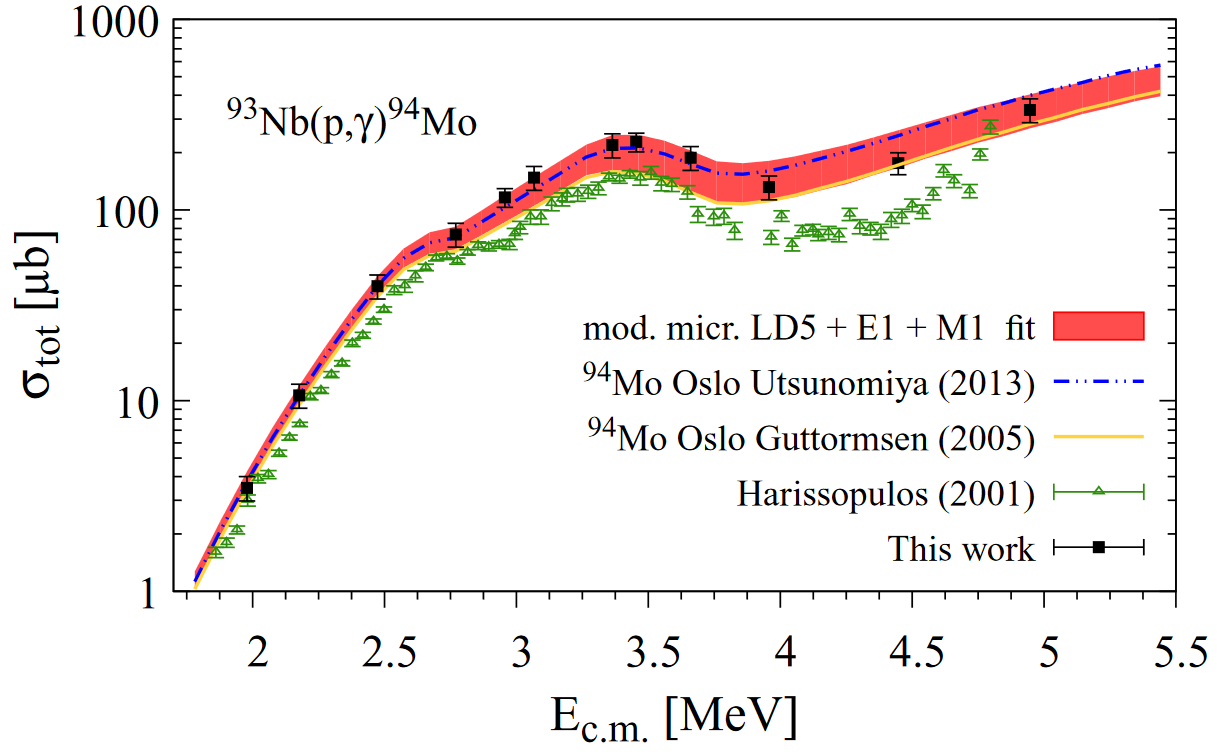 1000
⁹³Nb(p,γ)⁹⁴Mo
100
σtot [μb]
mod. micr. LD5 + E1 + M1 fit
⁹⁴Mo Oslo Utsunomiya (2013)
10
⁹⁴Mo Oslo Guttormsen (2005)
Harissopulos (2001)
This work
1
2 2.5 3 3.5 4 4.5 5 5.5
Ec.m. [MeV]